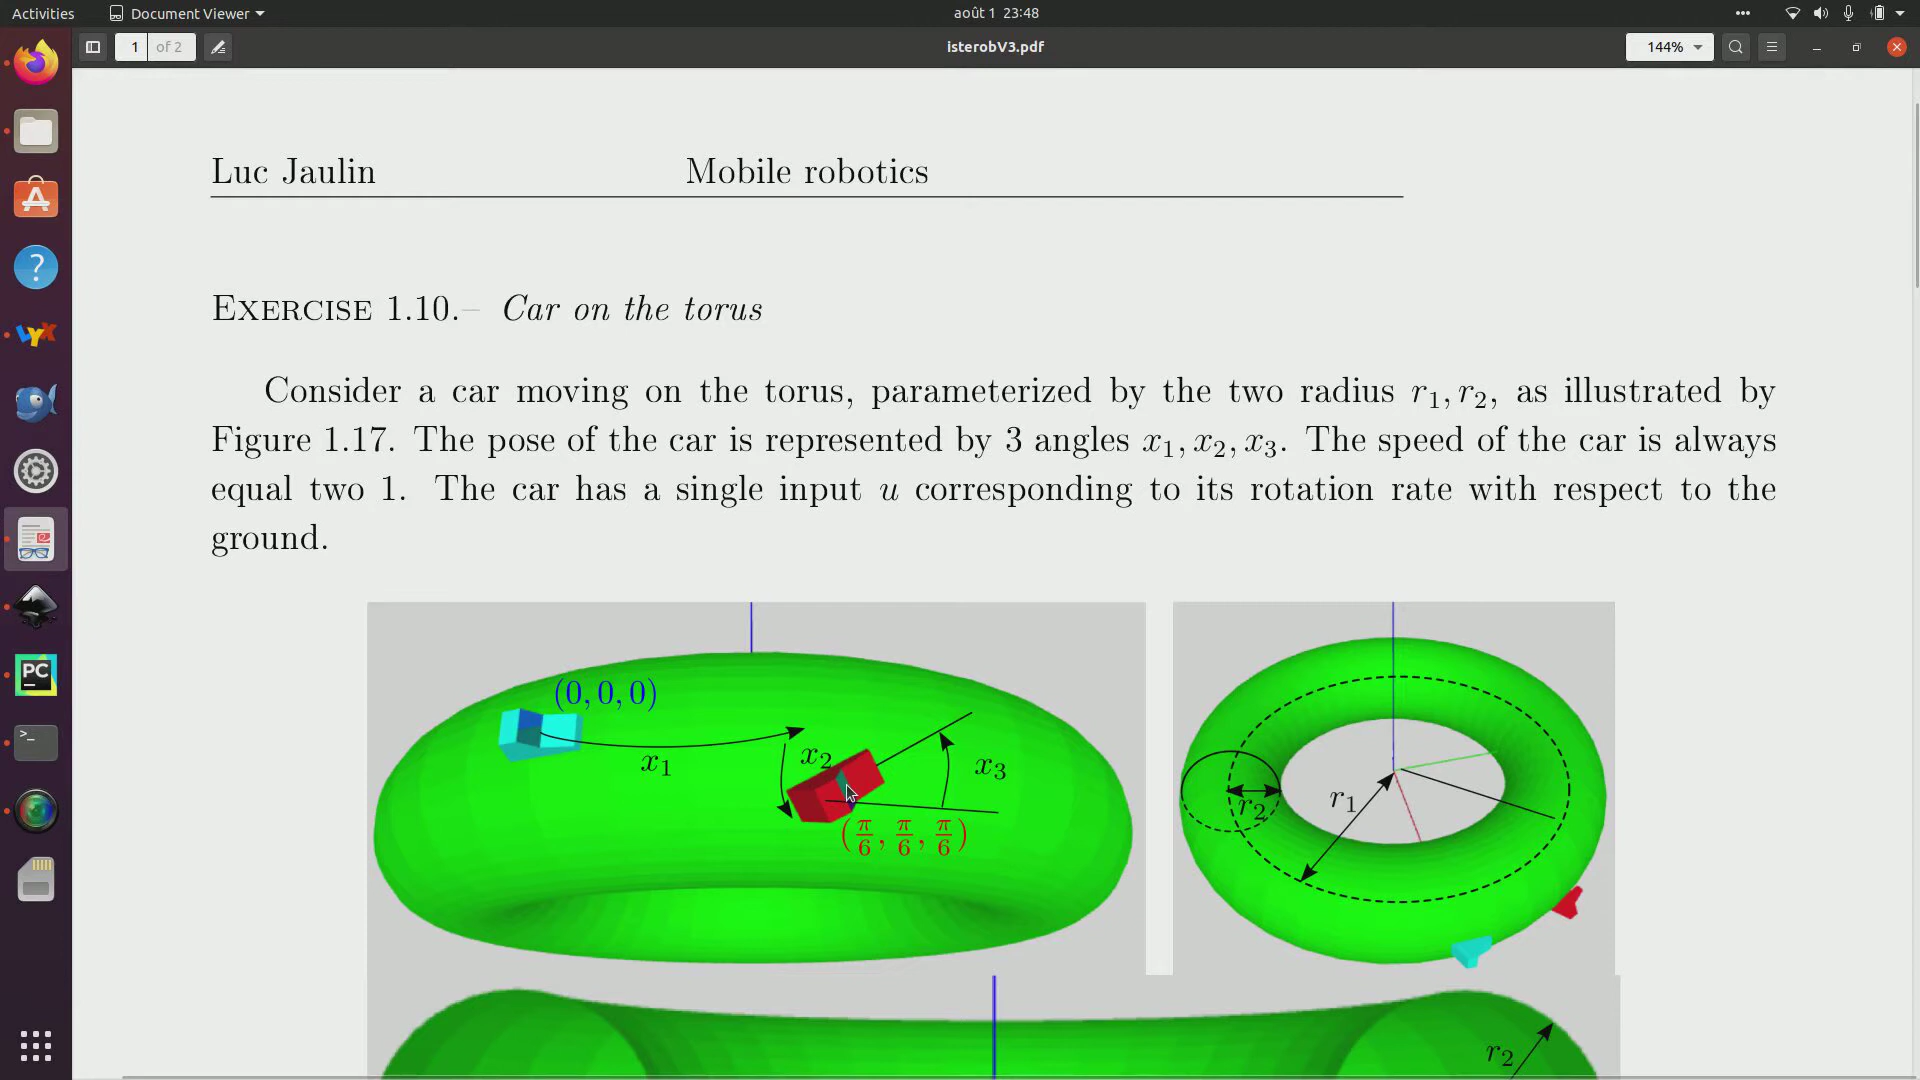 Activities Document Viewer août 1 23:48
1 of 2 isterobV3.pdf 144%
Luc Jaulin Mobile robotics
EXERCISE 1.10.– Car on the torus
Consider a car moving on the torus, parameterized by the two radius r₁, r₂, as illustrated by
Figure 1.17. The pose of the car is represented by 3 angles x₁, x₂, x₃. The speed of the car is always
equal two 1. The car has a single input u corresponding to its rotation rate with respect to the
ground.
(0, 0, 0)
x₁
x₂
x₃
(π/6, π/6, π/6)
r₁
r₂
r₂
LYX
PC
>_